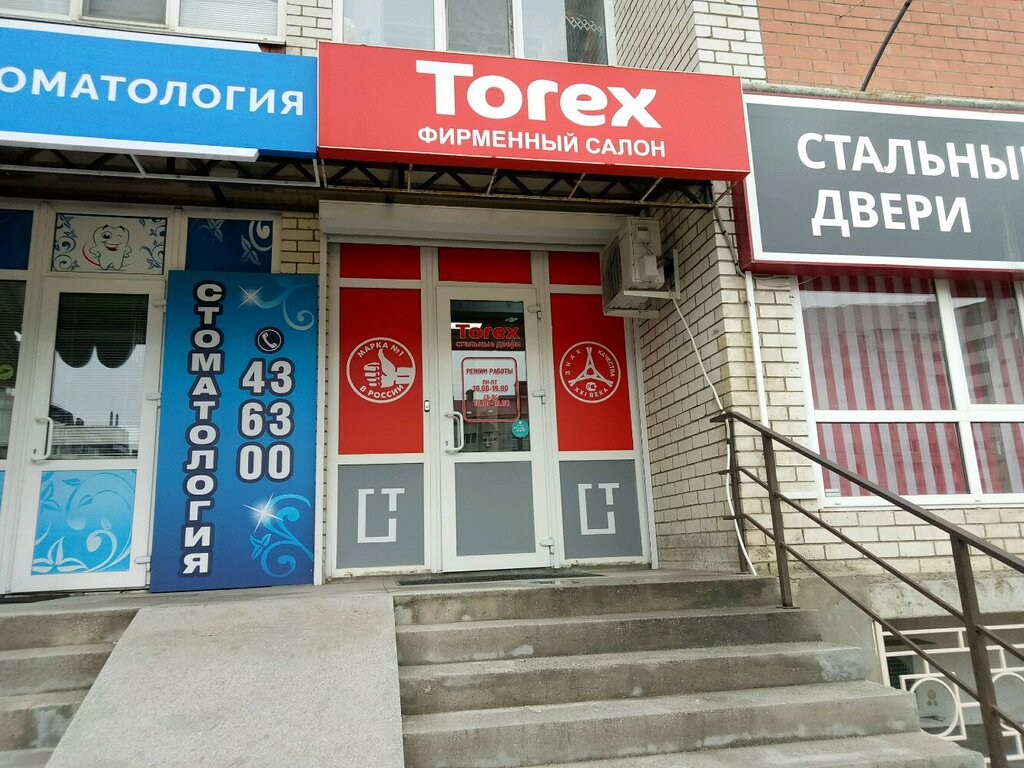 ОМАТОЛОГИЯ
Torex
ФИРМЕННЫЙ САЛОН
СТАЛЬНЫ
ДВЕРИ
СТОМАТОЛОГИЯ
43
63
00
МАРКА №1
В РОССИИ
Torex
стальные двери
РЕЖИМ РАБОТЫ
ПН-ПТ
10.00-19.00
ЗНАК КАЧЕСТВА
XXI ВЕКА